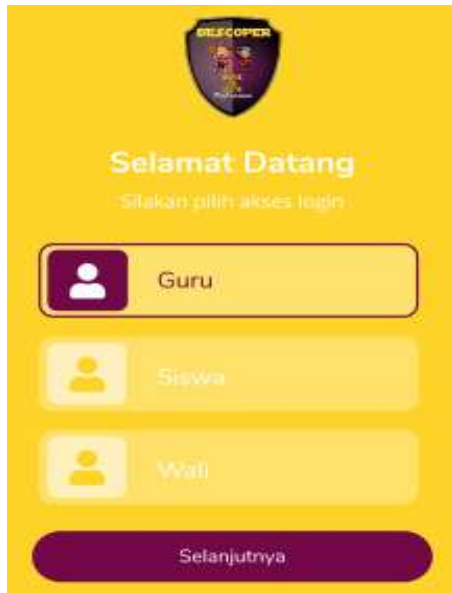 Selamat Datang
Silakan pilih akses login
Guru
Siswa
Wali
Selanjutnya